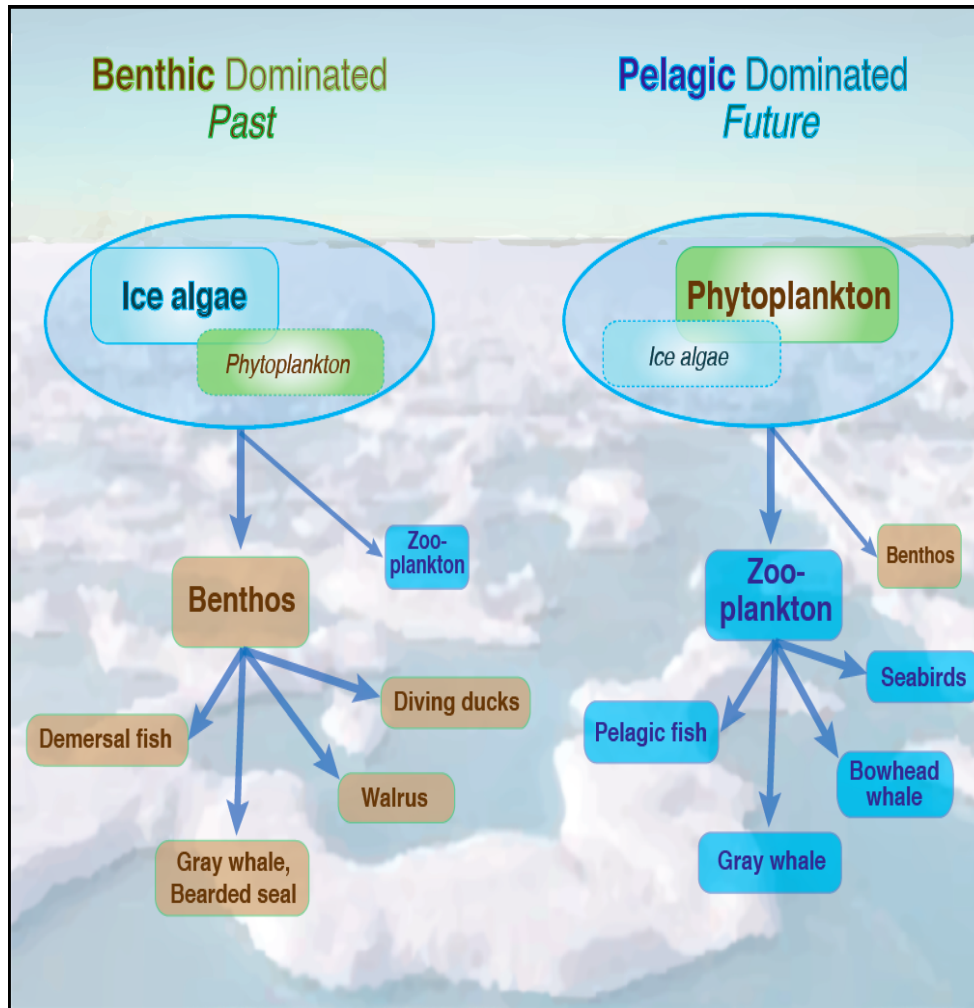 Benthic Dominated
Past
Ice algae
Phytoplankton
Zoo-
plankton
Benthos
Diving ducks
Demersal fish
Walrus
Gray whale,
Bearded seal
Pelagic Dominated
Future
Phytoplankton
Ice algae
Benthos
Zoo-
plankton
Seabirds
Pelagic fish
Bowhead
whale
Gray whale